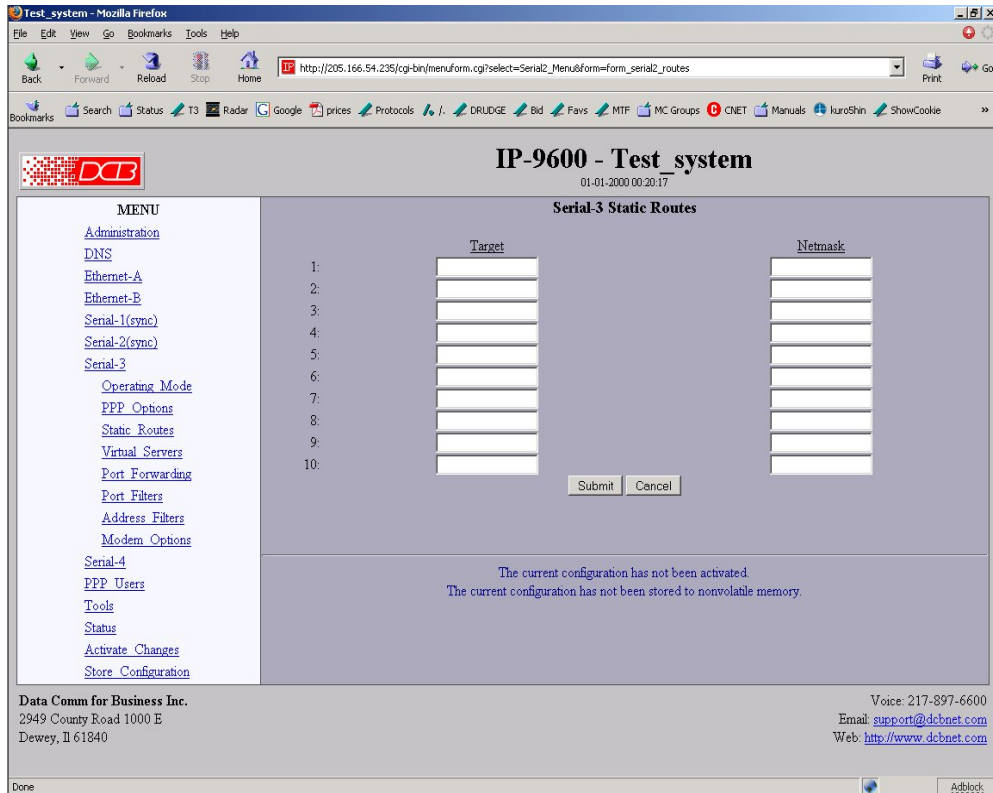 Test_system - Mozilla Firefox
File Edit View Go Bookmarks Tools Help
Back Forward Reload Stop Home http://205.166.54.235/cgi-bin/menuform.cgi?select=Serial2_Menu&form=form_serial2_routes Print Go
Bookmarks Search Status T3 Radar Google prices Protocols /. DRUDGE Bid Favs MTF MC Groups CNET Manuals kuro5hin ShowCookie »
DCB
IP-9600 - Test_system
01-01-2000 00:20:17
MENU
Administration
DNS
Ethernet-A
Ethernet-B
Serial-1(sync)
Serial-2(sync)
Serial-3
Operating Mode
PPP Options
Static Routes
Virtual Servers
Port Forwarding
Port Filters
Address Filters
Modem Options
Serial-4
PPP Users
Tools
Status
Activate Changes
Store Configuration
Serial-3 Static Routes
Target Netmask
1:
2:
3:
4:
5:
6:
7:
8:
9:
10:
Submit Cancel
The current configuration has not been activated.
The current configuration has not been stored to nonvolatile memory.
Data Comm for Business Inc.
2949 County Road 1000 E
Dewey, Il 61840
Voice: 217-897-6600
Email: support@dcbnet.com
Web: http://www.dcbnet.com
Done Adblock